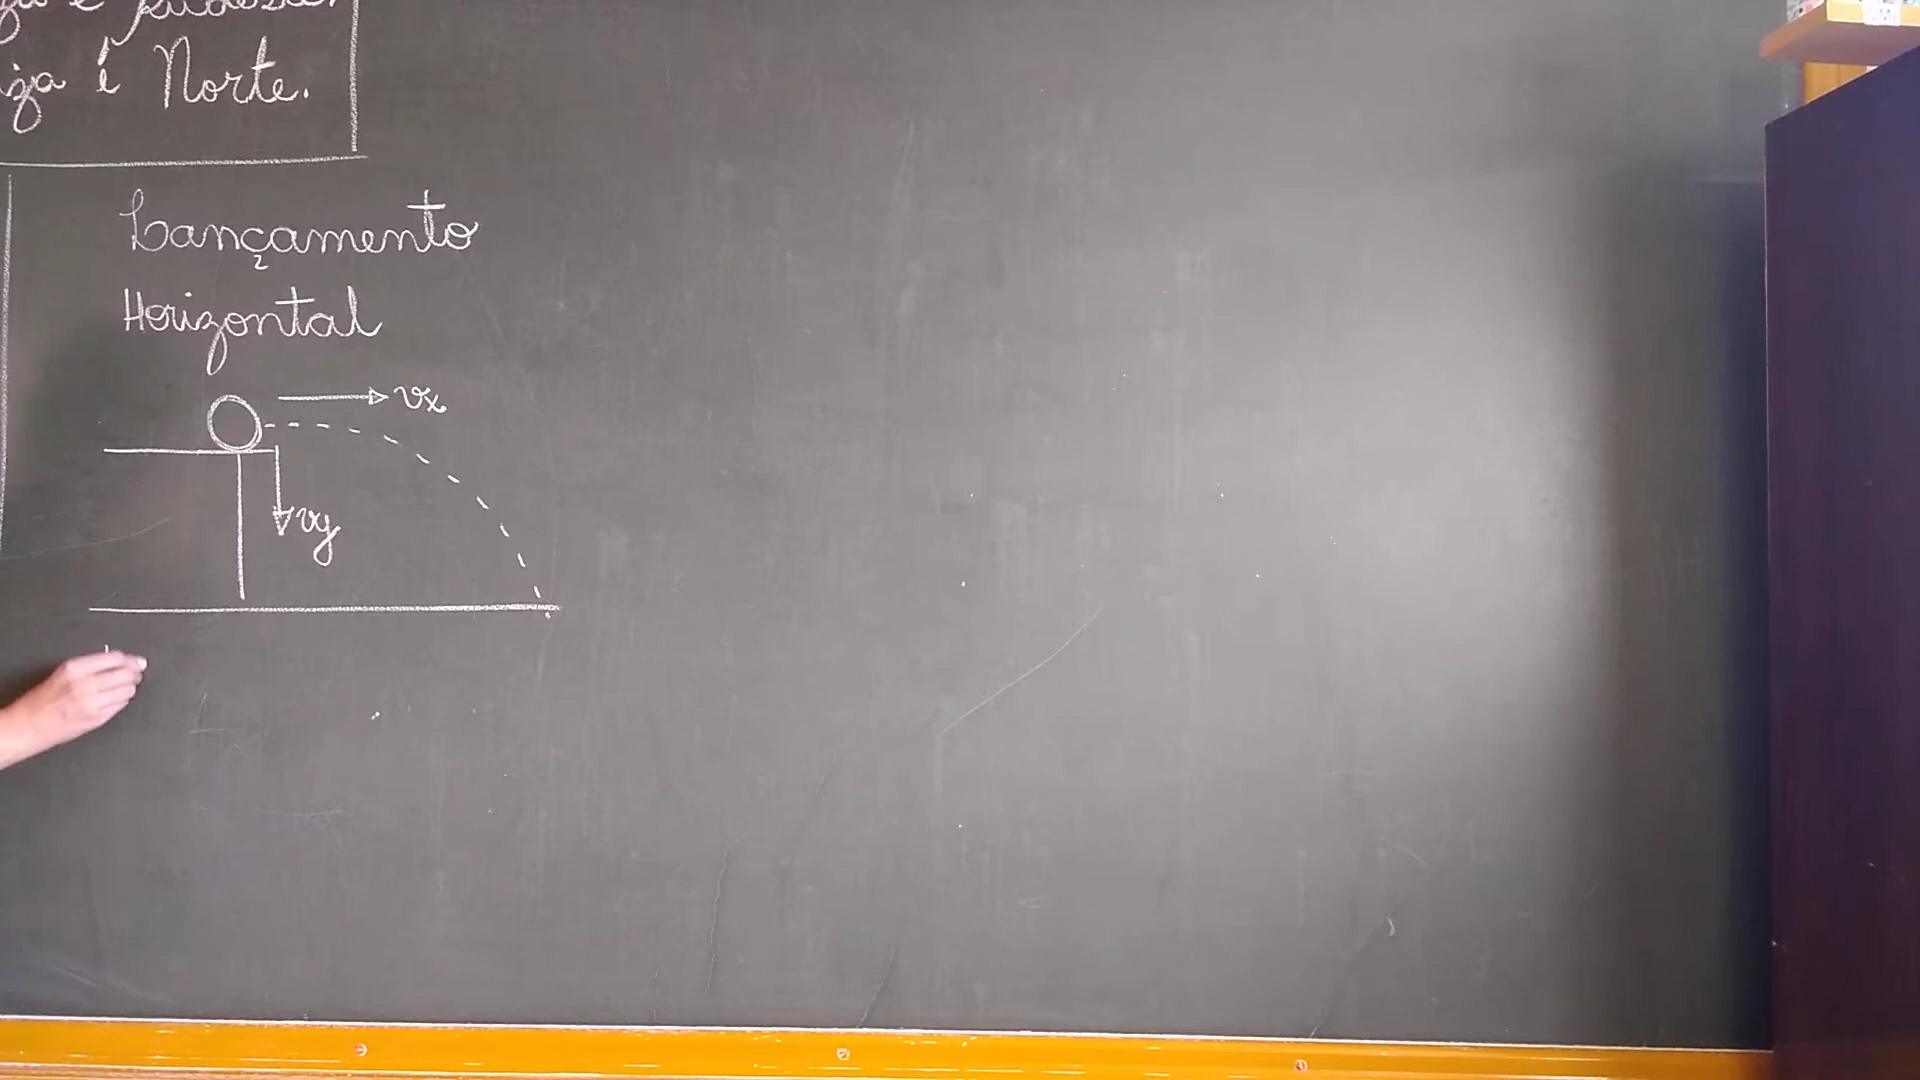 é
é Norte.
Lançamento
Horizontal
vx
vy